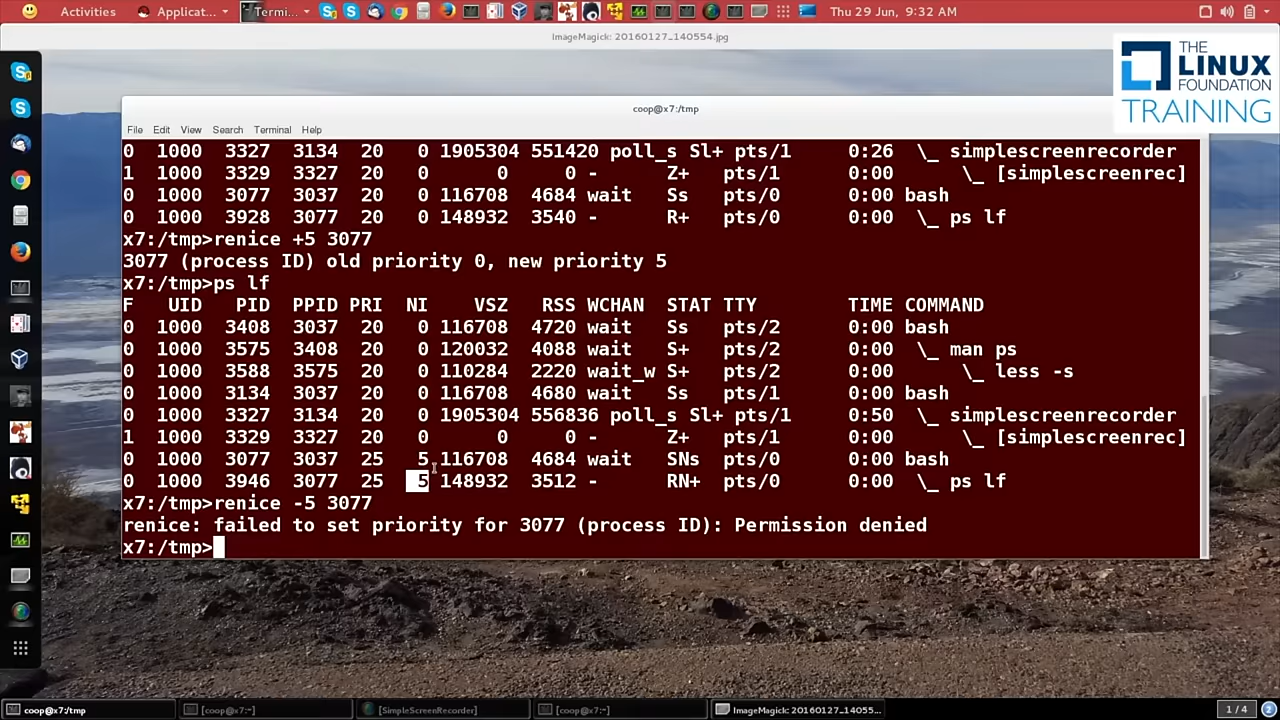 Activities Applicat... Termi... Thu 29 Jun, 9:32 AM
ImageMagick: 20160127_140554.jpg
THE
LINUX
FOUNDATION
TRAINING
coop@x7:/tmp
File Edit View Search Terminal Help
0 1000 3327 3134 20 0 1905304 551420 poll_s Sl+ pts/1 0:26 \_ simplescreenrecorder
1 1000 3329 3327 20 0 0 0 - Z+ pts/1 0:00 \_ [simplescreenrec]
0 1000 3077 3037 20 0 116708 4684 wait Ss pts/0 0:00 bash
0 1000 3928 3077 20 0 148932 3540 - R+ pts/0 0:00 \_ ps lf
x7:/tmp>renice +5 3077
3077 (process ID) old priority 0, new priority 5
x7:/tmp>ps lf
F UID PID PPID PRI NI VSZ RSS WCHAN STAT TTY TIME COMMAND
0 1000 3408 3037 20 0 116708 4720 wait Ss pts/2 0:00 bash
0 1000 3575 3408 20 0 120032 4088 wait S+ pts/2 0:00 \_ man ps
0 1000 3588 3575 20 0 110284 2220 wait_w S+ pts/2 0:00 \_ less -s
0 1000 3134 3037 20 0 116708 4680 wait Ss pts/1 0:00 bash
0 1000 3327 3134 20 0 1905304 556836 poll_s Sl+ pts/1 0:50 \_ simplescreenrecorder
1 1000 3329 3327 20 0 0 0 - Z+ pts/1 0:00 \_ [simplescreenrec]
0 1000 3077 3037 25 5 116708 4684 wait SNs pts/0 0:00 bash
0 1000 3946 3077 25 5 148932 3512 - RN+ pts/0 0:00 \_ ps lf
x7:/tmp>renice -5 3077
renice: failed to set priority for 3077 (process ID): Permission denied
x7:/tmp>
coop@x7:/tmp [coop@x7:~] [SimpleScreenRecorder] [coop@x7:~] ImageMagick: 20160127_14055... 1 / 4 2